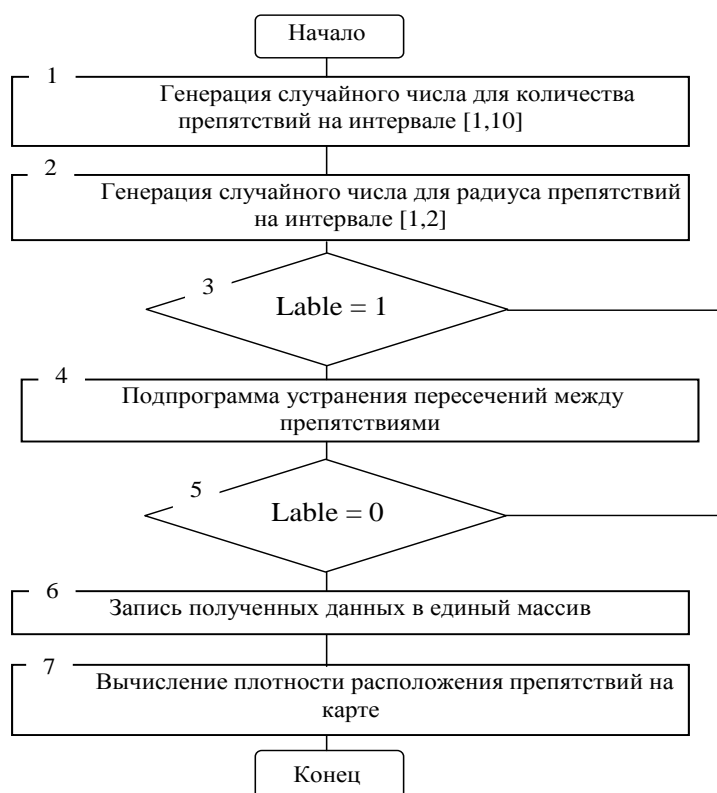 Начало
1
Генерация случайного числа для количества
препятствий на интервале [1,10]
2
Генерация случайного числа для радиуса препятствий
на интервале [1,2]
3
Lable = 1
4
Подпрограмма устранения пересечений между
препятствиями
5
Lable = 0
6
Запись полученных данных в единый массив
7
Вычисление плотности расположения препятствий на
карте
Конец